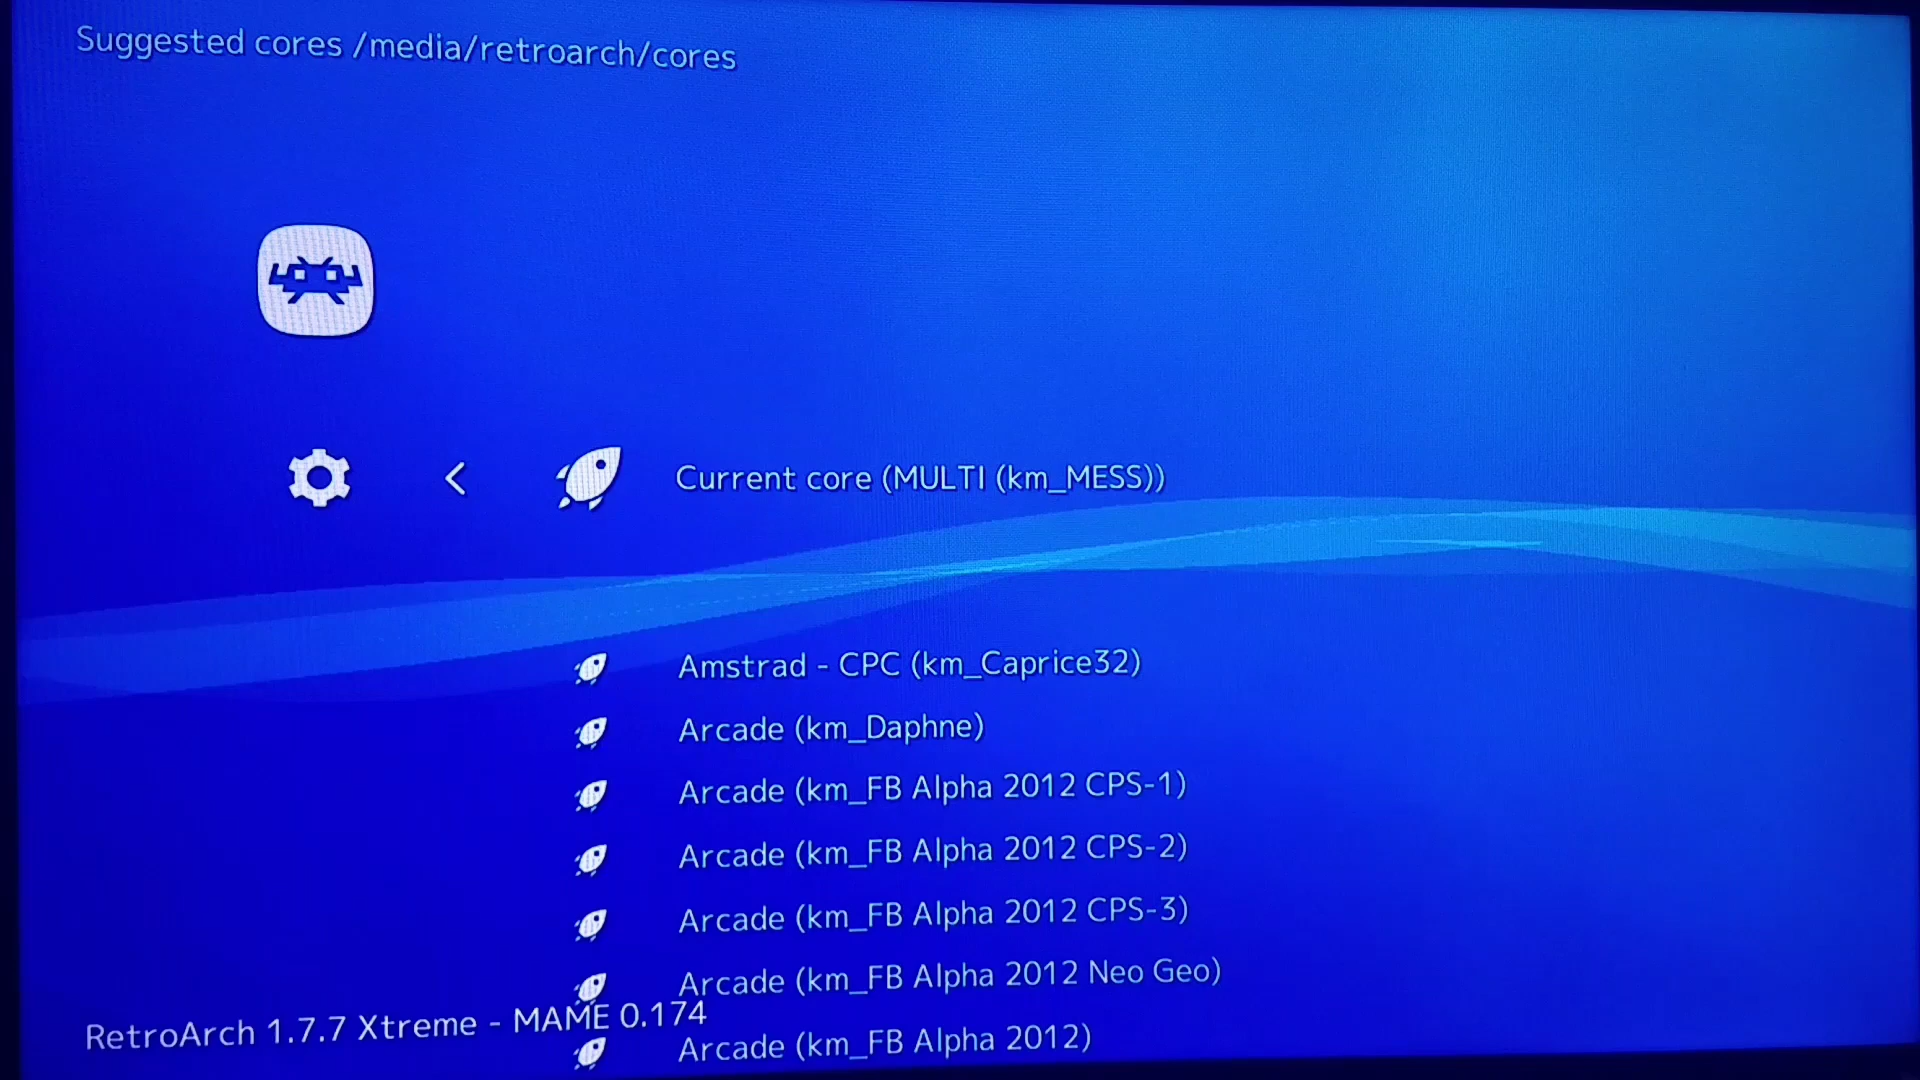 Suggested cores /media/retroarch/cores
Current core (MULTI (km_MESS))
Amstrad - CPC (km_Caprice32)
Arcade (km_Daphne)
Arcade (km_FB Alpha 2012 CPS-1)
Arcade (km_FB Alpha 2012 CPS-2)
Arcade (km_FB Alpha 2012 CPS-3)
Arcade (km_FB Alpha 2012 Neo Geo)
RetroArch 1.7.7 Xtreme - MAME 0.174
Arcade (km_FB Alpha 2012)